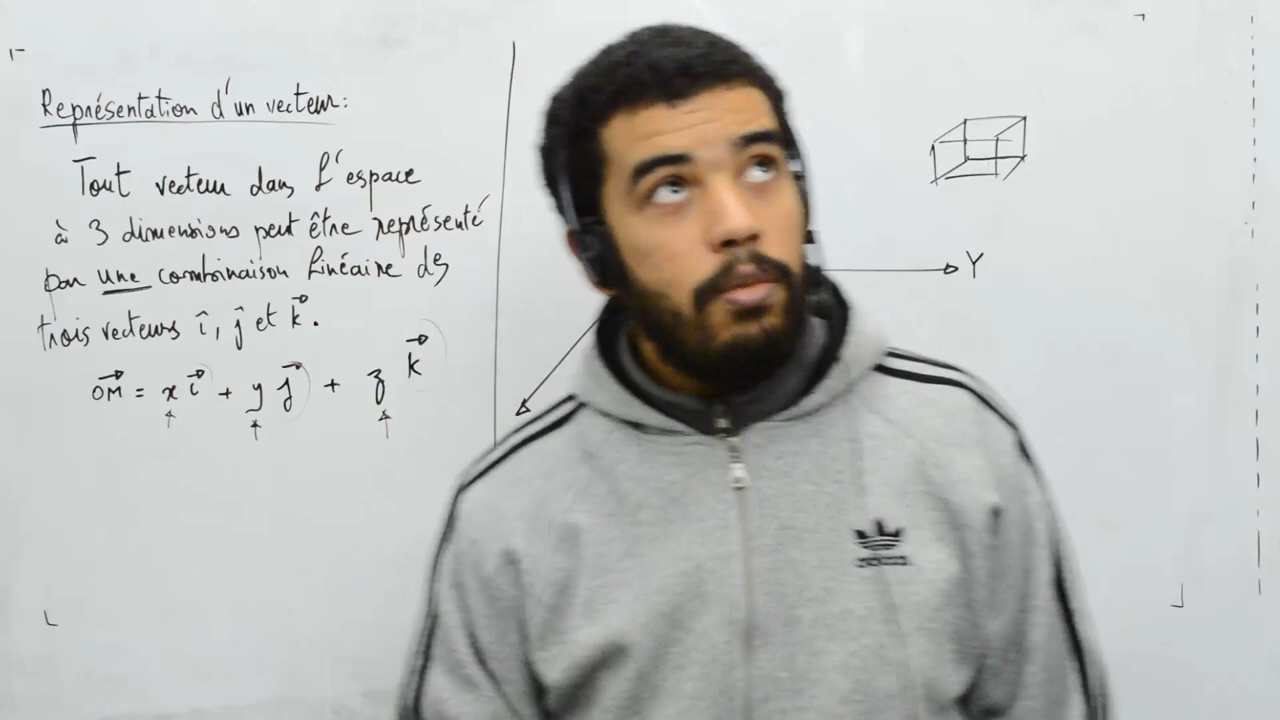 Représentation d'un vecteur:
Tout vecteur dans l'espace
à 3 dimensions peut être représenté
par une combinaison linéaire des
trois vecteurs î, ĵ et k⃗.
OM⃗ = x i⃗ + y j⃗ + z k⃗
Y
adidas